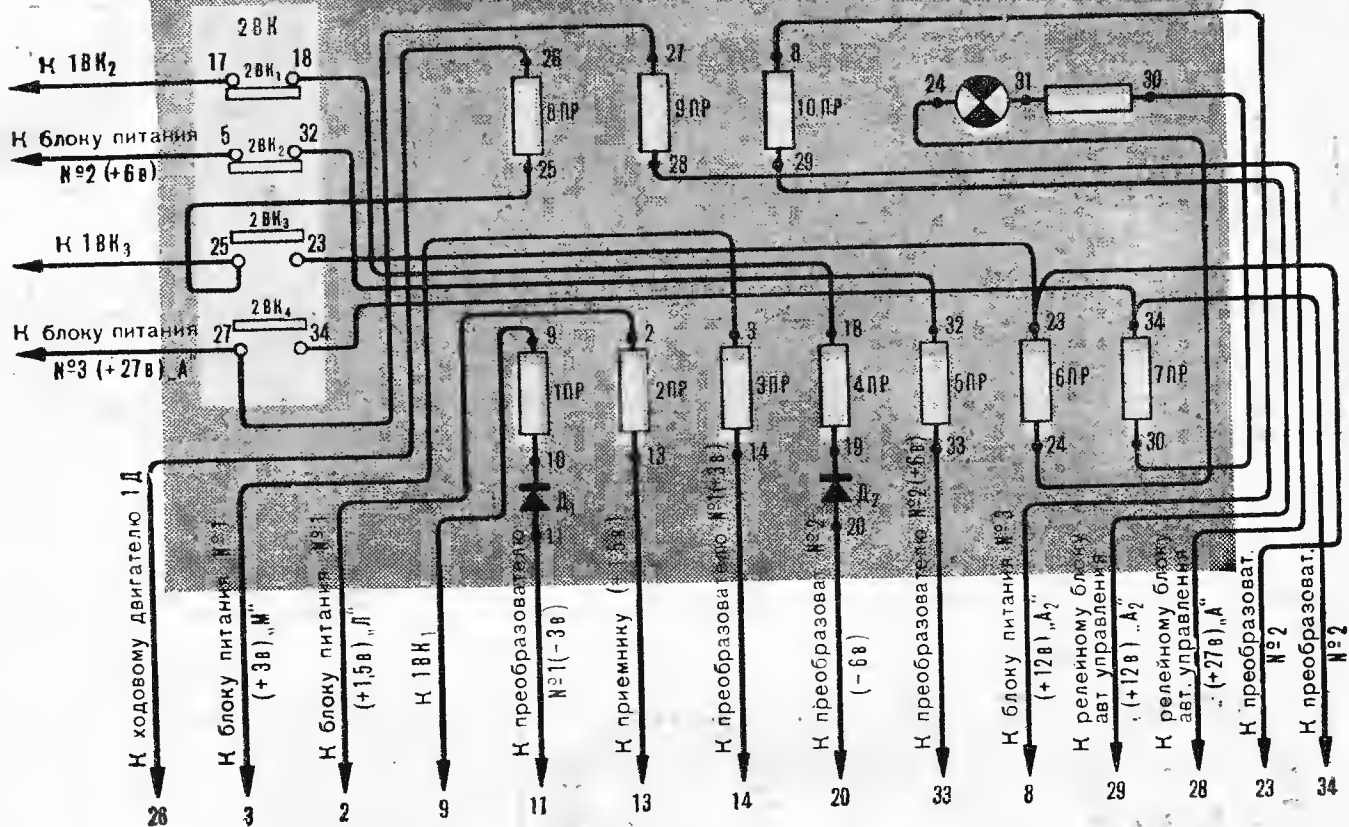 2ВК
К 1ВК₂
17
2ВК₁
18
К блоку питания
№2 (+6в)
5
2ВК₂
32
2ВК₃
К 1ВК₃
25
23
2ВК₄
К блоку питания
№3 (+27в) „А
27
34
26
8ПР
25
27
9ПР
28
8
10ПР
29
24
31
30
9
1ПР
10
Д₁
11
2
2ПР
13
3
3ПР
14
18
4ПР
19
Д₂
20
32
5ПР
33
23
6ПР
24
34
7ПР
30
К ходовому двигателю 1Д
К блоку питания №1
(+3в) „М"
К блоку питания №1
(+1,5в) „Л"
К 1ВК₁
К преобразователю
№1(-3в)
К приемнику
К преобразователю №1(+3в)
К преобразоват. №2
(-6в)
К преобразователю №2(+6в)
К блоку питания №3
(+12в) „А₂"
К релейному блоку
авт управления
(+12в) „А₂"
К релейному блоку
авт. управления
(+27в) „А"
К преобразоват.
№2
К преобразоват.
№2
26
3
2
9
11
13
14
20
33
8
29
28
23
34